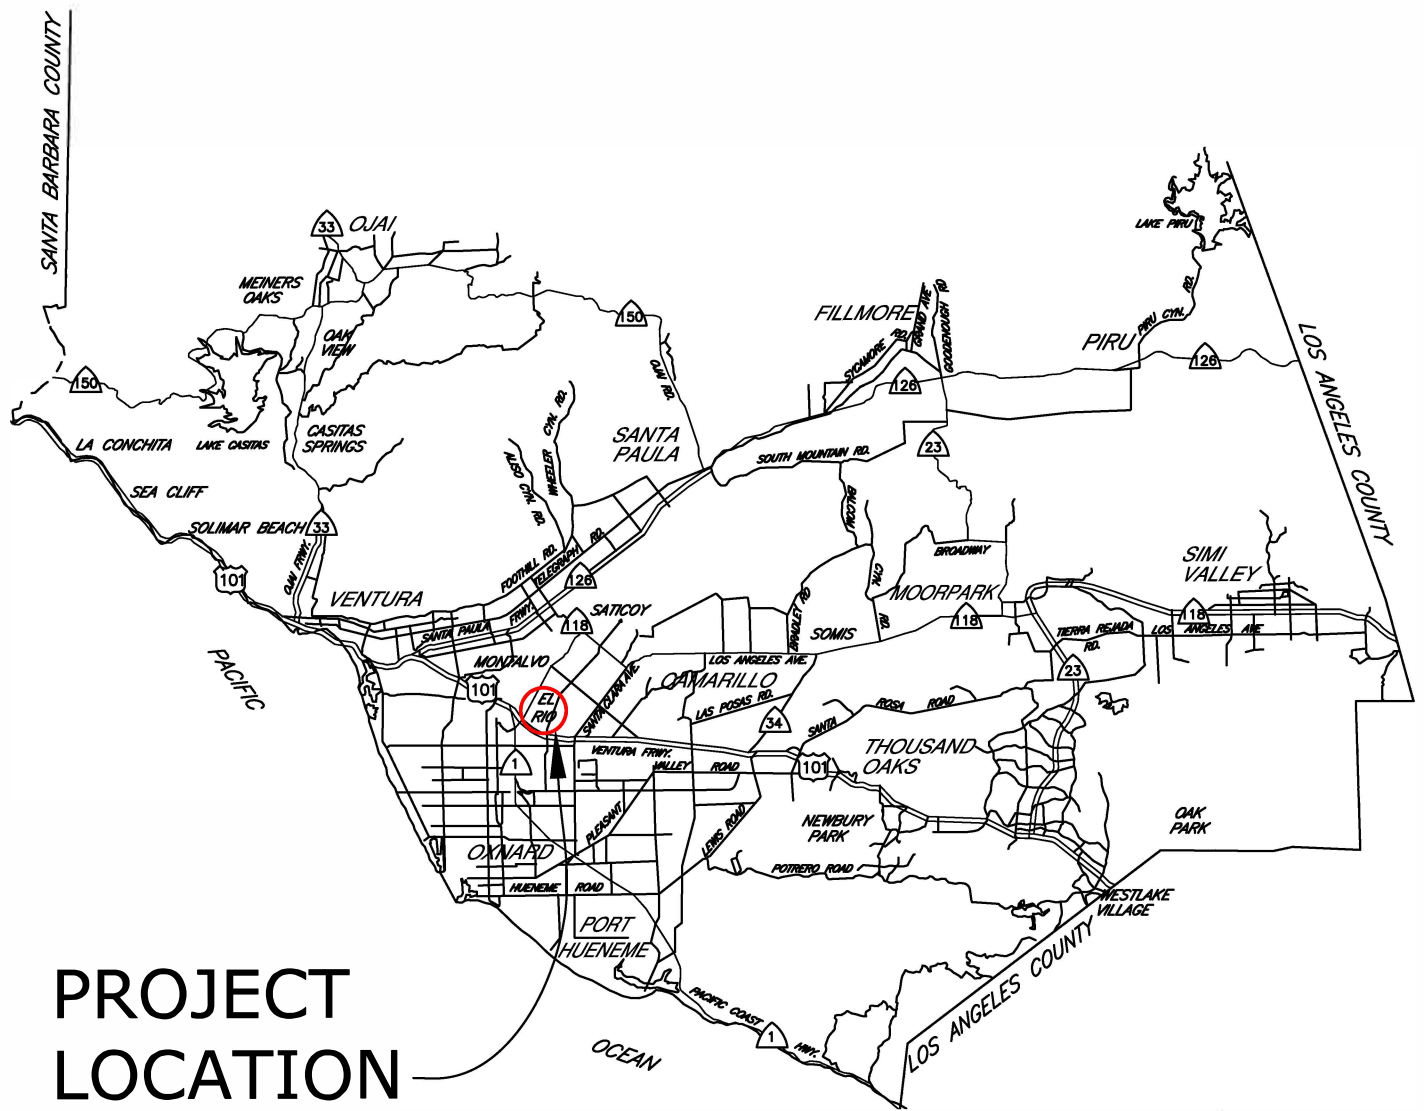 SANTA BARBARA COUNTY
33
OJAI
MEINERS
OAKS
OAK
VIEW
150
LAKE PIRU
PIRU CYN.
RD.
FILLMORE
GRAND AVE
GOODENOUGH RD
SYCAMORE
RD.
126
PIRU
126
LOS ANGELES COUNTY
150
LA CONCHITA
LAKE CASITAS
CASITAS
SPRINGS
OJAI RD.
WHEELER CYN. RD.
ALISO CYN. RD.
SANTA
PAULA
SOUTH MOUNTAIN RD.
23
SEA CLIFF
SOLIMAR BEACH
33
OJAI FRWY.
101
VENTURA
FOOTHILL RD.
TELEGRAPH RD.
126
SANTA PAULA
FRWY.
SATICOY
118
MONTALVO
BALCOM
CYN.
RD.
BROADWAY
MOORPARK
118
BRADLEY RD
SOMIS
SIMI
VALLEY
118
TIERRA REJADA
RD.
LOS ANGELES AVE
23
PACIFIC
101
EL
RIO
SANTA CLARA AVE.
LOS ANGELES AVE.
CAMARILLO
LAS POSAS RD.
34
SANTA
ROSA ROAD
THOUSAND
OAKS
1
VENTURA FRWY.
VALLEY ROAD
101
PLEASANT
LEWIS ROAD
NEWBURY
PARK
OAK
PARK
OXNARD
POTRERO ROAD
HUENEME ROAD
WESTLAKE
VILLAGE
PORT
HUENEME
LOS ANGELES COUNTY
PACIFIC COAST
1
HWY.
OCEAN
PROJECT
LOCATION